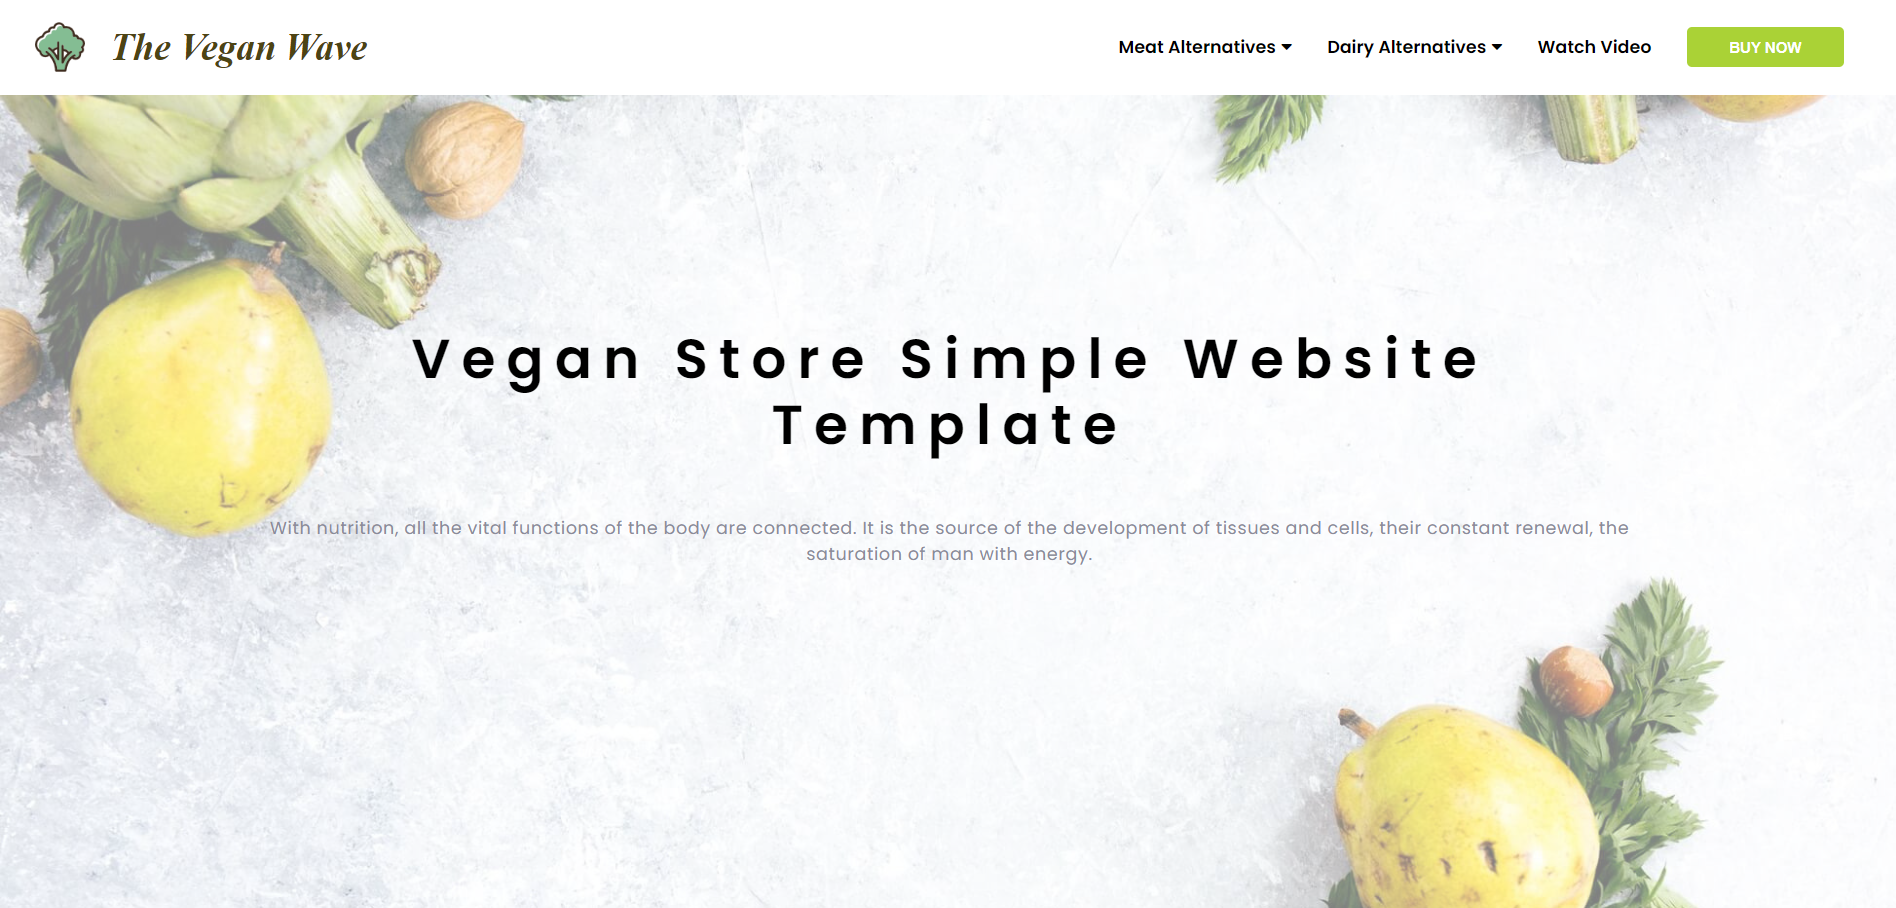 The Vegan Wave
Meat Alternatives
Dairy Alternatives
Watch Video
BUY NOW
Vegan Store Simple Website
Template
With nutrition, all the vital functions of the body are connected. It is the source of the development of tissues and cells, their constant renewal, the
saturation of man with energy.